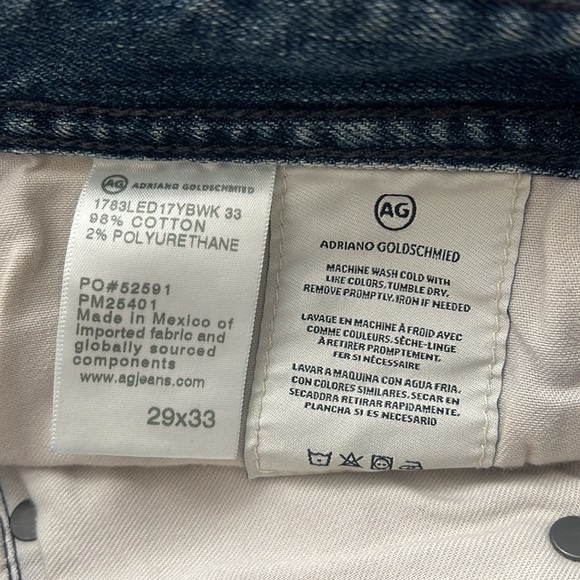 AG ADRIANO GOLDSCHMIED
1783LED17YBWK 33
98% COTTON
2% POLYURETHANE
PO#52591
PM25401
Made in Mexico of
imported fabric and
globally sourced
components
www.agjeans.com
29x33
AG
ADRIANO GOLDSCHMIED
MACHINE WASH COLD WITH
LIKE COLORS, TUMBLE DRY,
REMOVE PROMPTLY, IRON IF NEEDED
LAVAGE EN MACHINE À FROID AVEC
COMME COULEURS. SÈCHE-LINGE
À RETIRER PROMPTEMENT.
FER SI NÉCESSAIRE
LAVAR A MAQUINA CON AGUA FRIA,
CON COLORES SIMILARES. SECAR EN
SECADORA RETIRAR RAPIDAMENTE.
PLANCHA SI ES NECESARIO